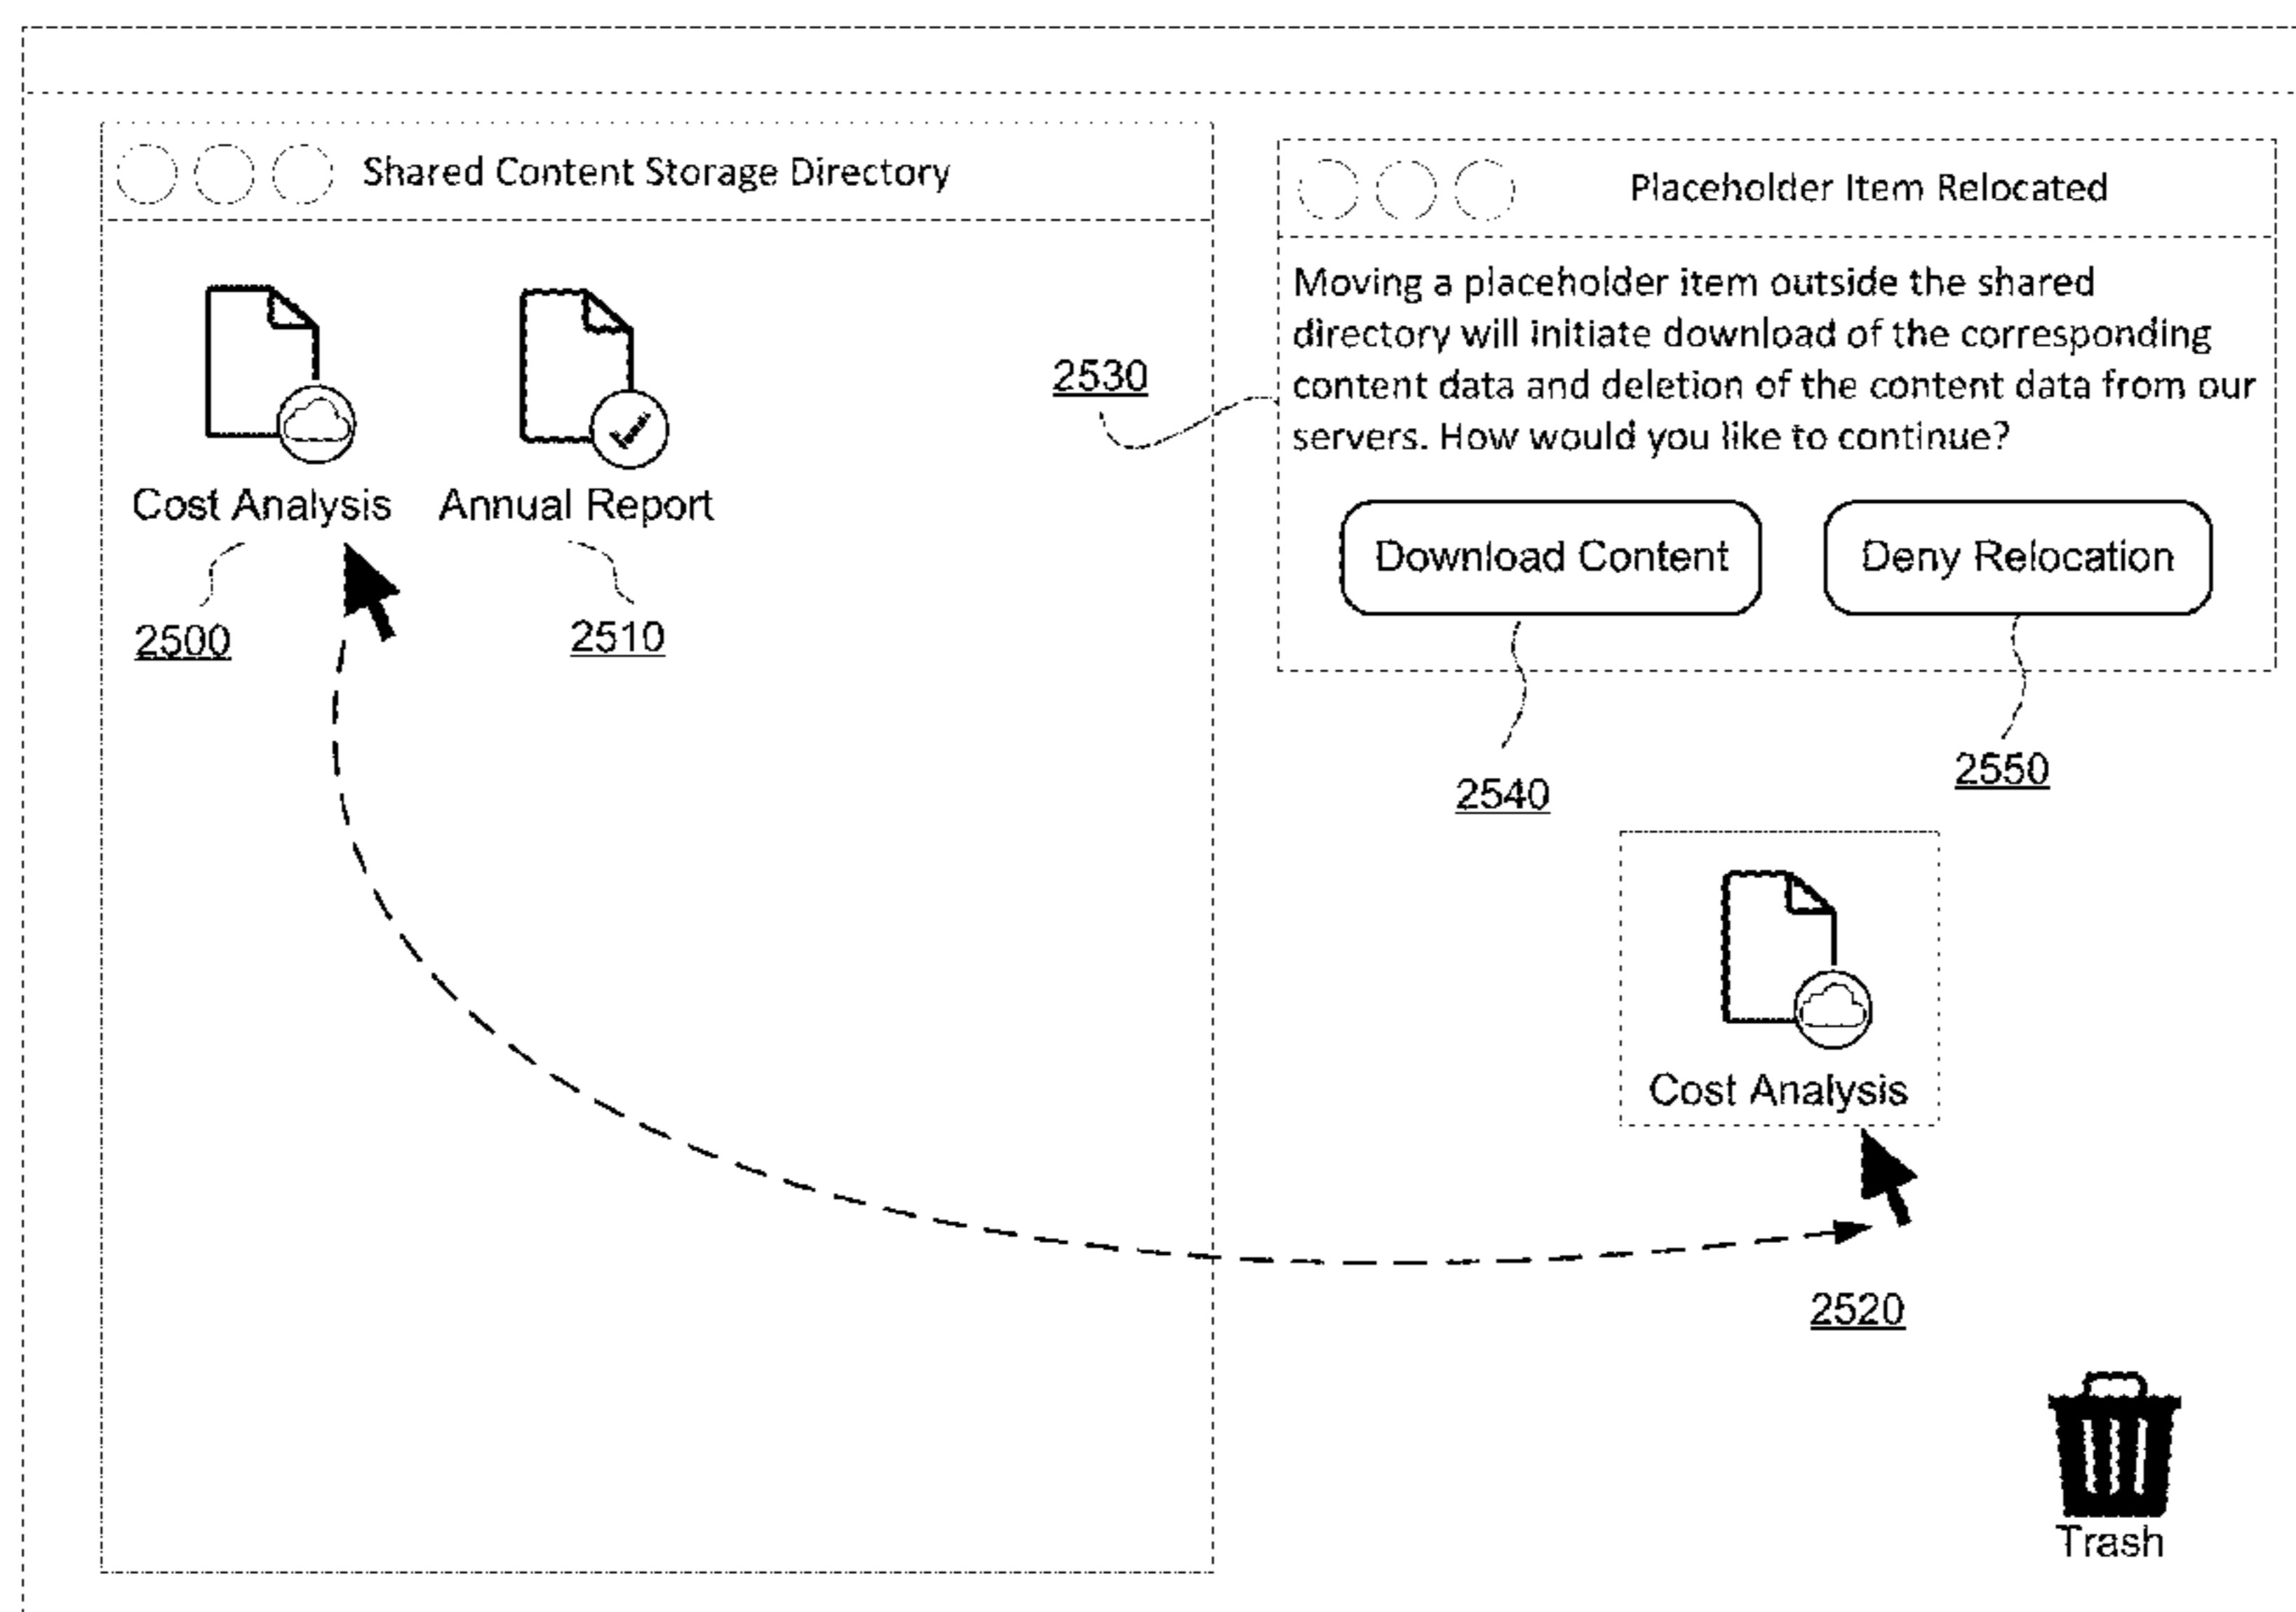 Shared Content Storage Directory
Cost Analysis
Annual Report
2500
2510
2530
Placeholder Item Relocated
Moving a placeholder item outside the shared
directory will initiate download of the corresponding
content data and deletion of the content data from our
servers. How would you like to continue?
Download Content
Deny Relocation
2540
2550
Cost Analysis
2520
Trash